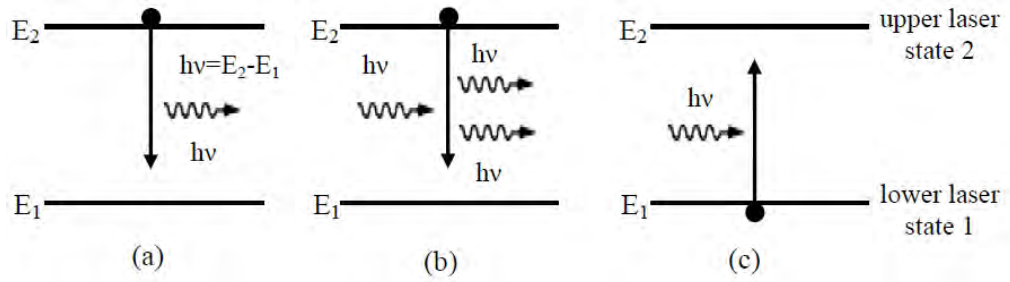 E₂
hν=E₂-E₁
hν
(a)
E₁
E₂
hν
hν
hν
(b)
E₁
E₂
hν
(c)
E₁
upper laser
state 2
lower laser
state 1